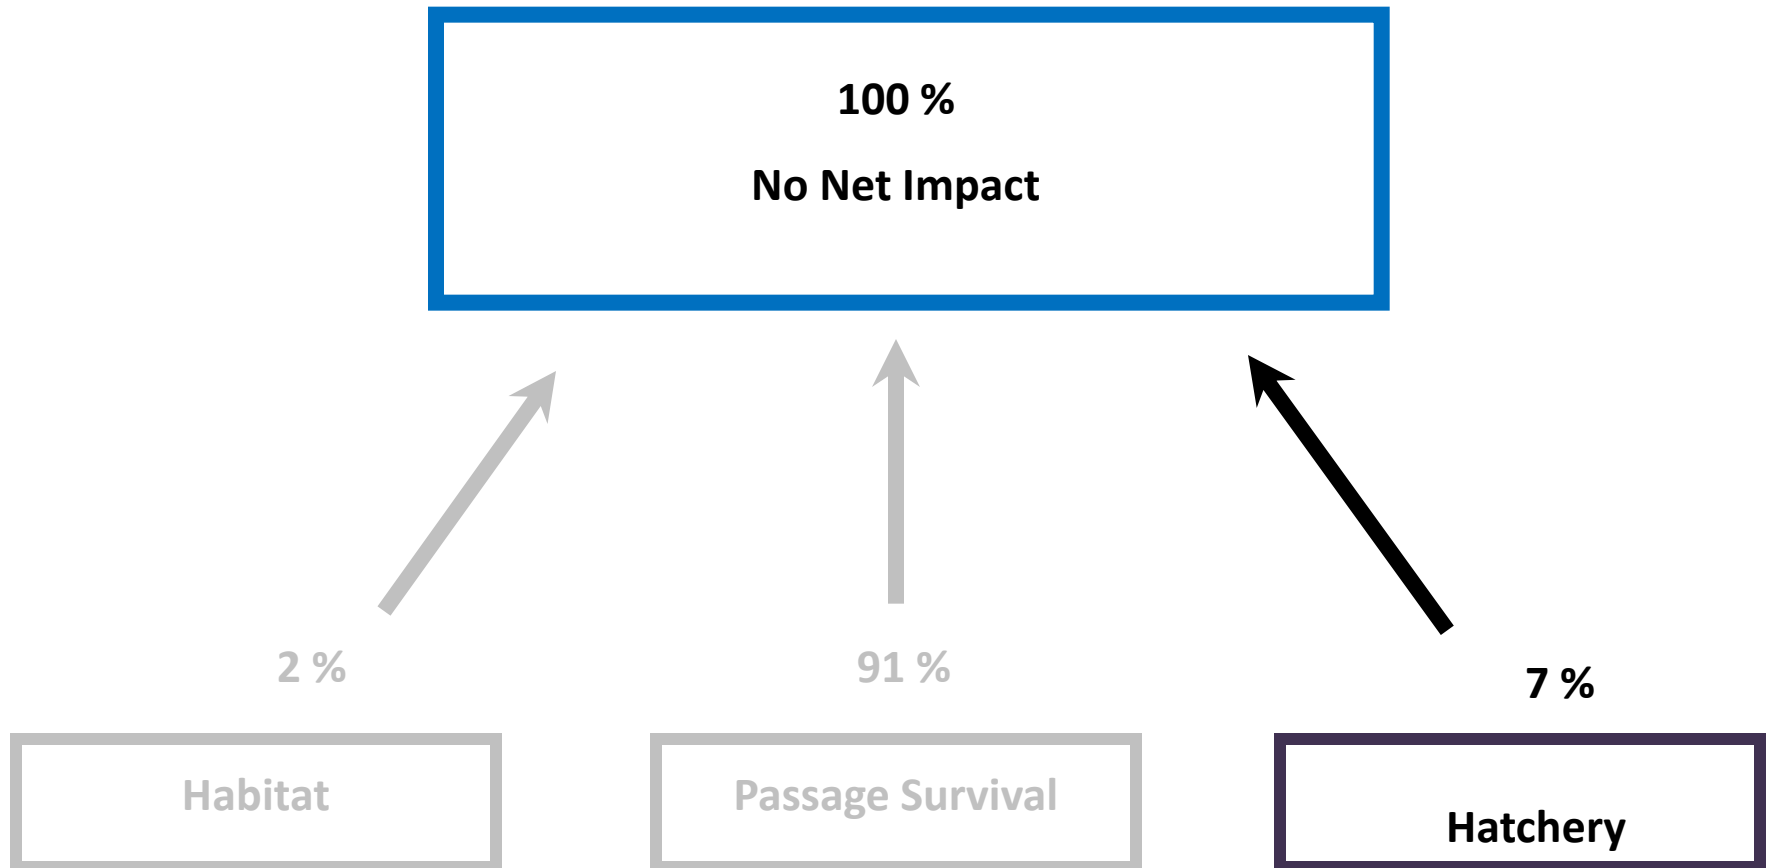 100 %
No Net Impact
2 %
91 %
7 %
Habitat
Passage Survival
Hatchery